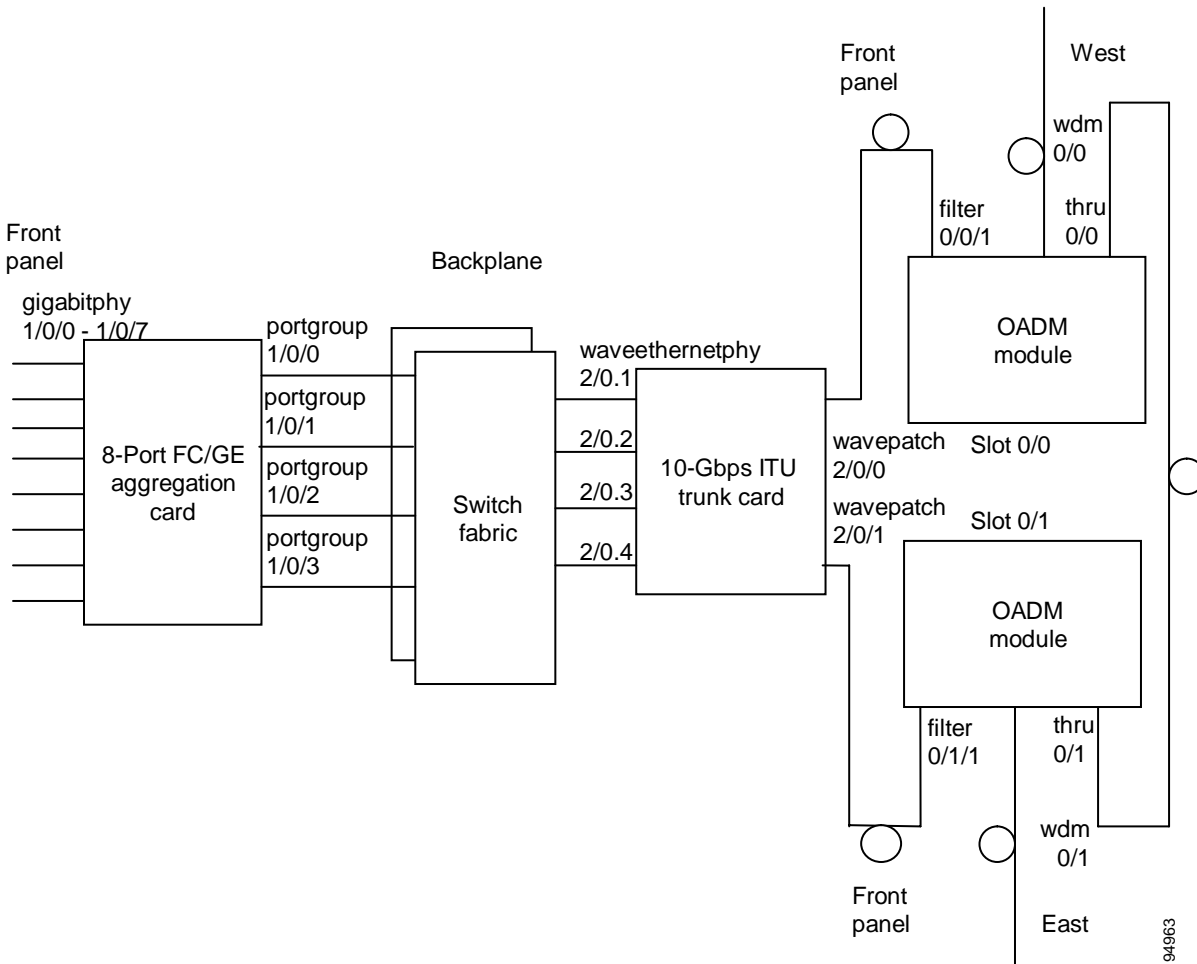 Front
panel
West
wdm
0/0
filter
0/0/1
thru
0/0
Front
panel
Backplane
gigabitphy
1/0/0 - 1/0/7
portgroup
1/0/0
waveethernetphy
2/0.1
OADM
module
portgroup
1/0/1
8-Port FC/GE
aggregation
card
2/0.2
10-Gbps ITU
trunk card
wavepatch
2/0/0
Slot 0/0
portgroup
1/0/2
Switch
fabric
2/0.3
wavepatch
2/0/1
Slot 0/1
portgroup
1/0/3
2/0.4
OADM
module
filter
0/1/1
thru
0/1
wdm
0/1
Front
panel
East
94963